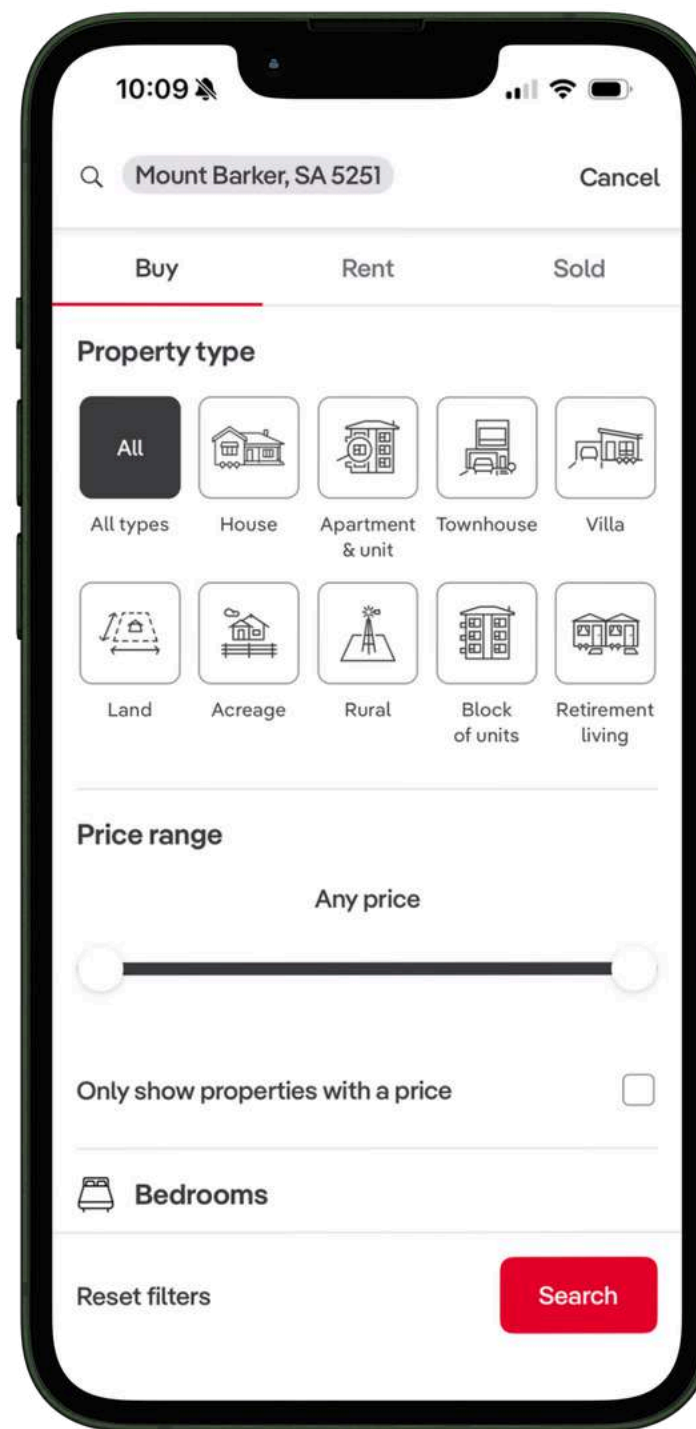 10:09
Mount Barker, SA 5251 Cancel
Buy Rent Sold
Property type
All
All types House Apartment Townhouse Villa
& unit
Land Acreage Rural Block Retirement
of units living
Price range
Any price
Only show properties with a price
Bedrooms
Reset filters Search